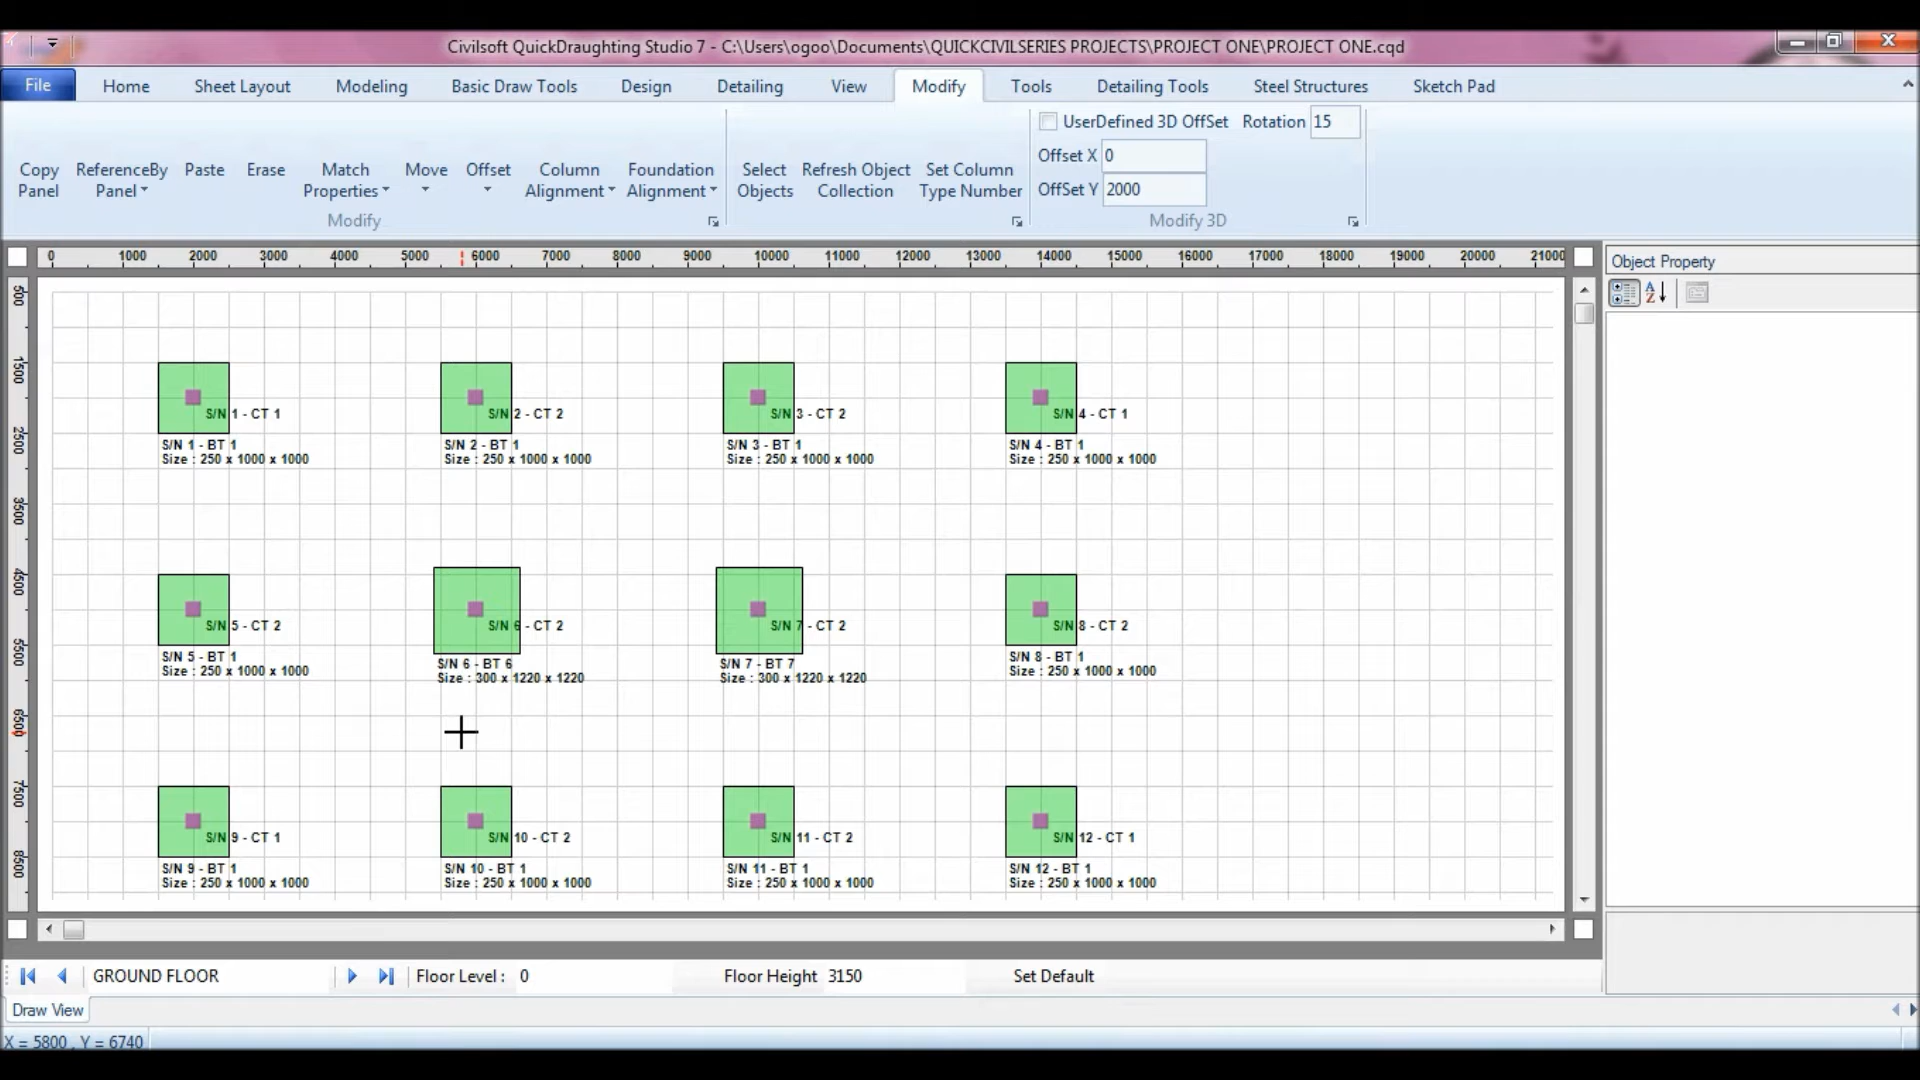 Civilsoft QuickDraughting Studio 7 - C:\Users\ogoo\Documents\QUICKCIVILSERIES PROJECTS\PROJECT ONE\PROJECT ONE.cqd
File Home Sheet Layout Modeling Basic Draw Tools Design Detailing View Modify Tools Detailing Tools Steel Structures Sketch Pad
UserDefined 3D OffSet Rotation 15
Offset X 0
OffSet Y 2000
Copy Panel
ReferenceBy Panel
Paste
Erase
Match Properties
Move
Offset
Column Alignment
Foundation Alignment
Select Objects
Refresh Object Collection
Set Column Type Number
Modify
Modify 3D
0 1000 2000 3000 4000 5000 6000 7000 8000 9000 10000 11000 12000 13000 14000 15000 16000 17000 18000 19000 20000 21000
Object Property
500
1500
2500
3500
4500
5500
6500
7500
8500
S/N 1 - CT 1 S/N 2 - CT 2 S/N 3 - CT 2 S/N 4 - CT 1
S/N 1 - BT 1 S/N 2 - BT 1 S/N 3 - BT 1 S/N 4 - BT 1
Size : 250 x 1000 x 1000 Size : 250 x 1000 x 1000 Size : 250 x 1000 x 1000 Size : 250 x 1000 x 1000
S/N 5 - CT 2 S/N 6 - CT 2 S/N 7 - CT 2 S/N 8 - CT 2
S/N 5 - BT 1 S/N 6 - BT 6 S/N 7 - BT 7 S/N 8 - BT 1
Size : 250 x 1000 x 1000 Size : 300 x 1220 x 1220 Size : 300 x 1220 x 1220 Size : 250 x 1000 x 1000
S/N 9 - CT 1 S/N 10 - CT 2 S/N 11 - CT 2 S/N 12 - CT 1
S/N 9 - BT 1 S/N 10 - BT 1 S/N 11 - BT 1 S/N 12 - BT 1
Size : 250 x 1000 x 1000 Size : 250 x 1000 x 1000 Size : 250 x 1000 x 1000 Size : 250 x 1000 x 1000
GROUND FLOOR Floor Level : 0 Floor Height 3150 Set Default
Draw View
X = 5800 , Y = 6740